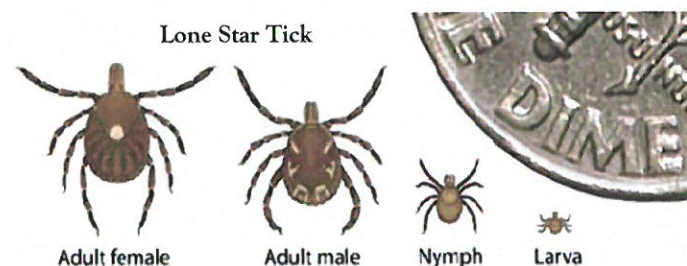 Lone Star Tick
E DIME
Adult female
Adult male
Nymph
Larva